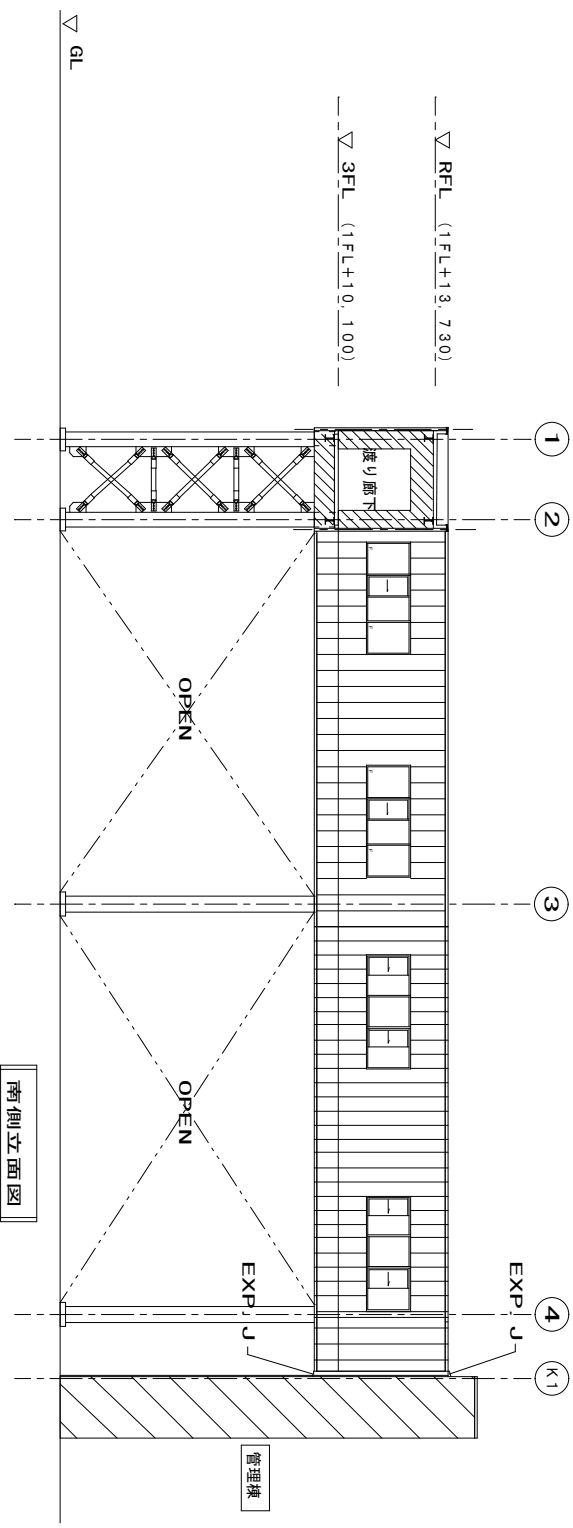 ① ② ③ ④ K1
▽ RFL (1FL+13,730)
▽ 3FL (1FL+10,100)
渡り廊下
EXP.J
EXP.J
OPEN
OPEN
▽ GL
管理棟
南側立面図